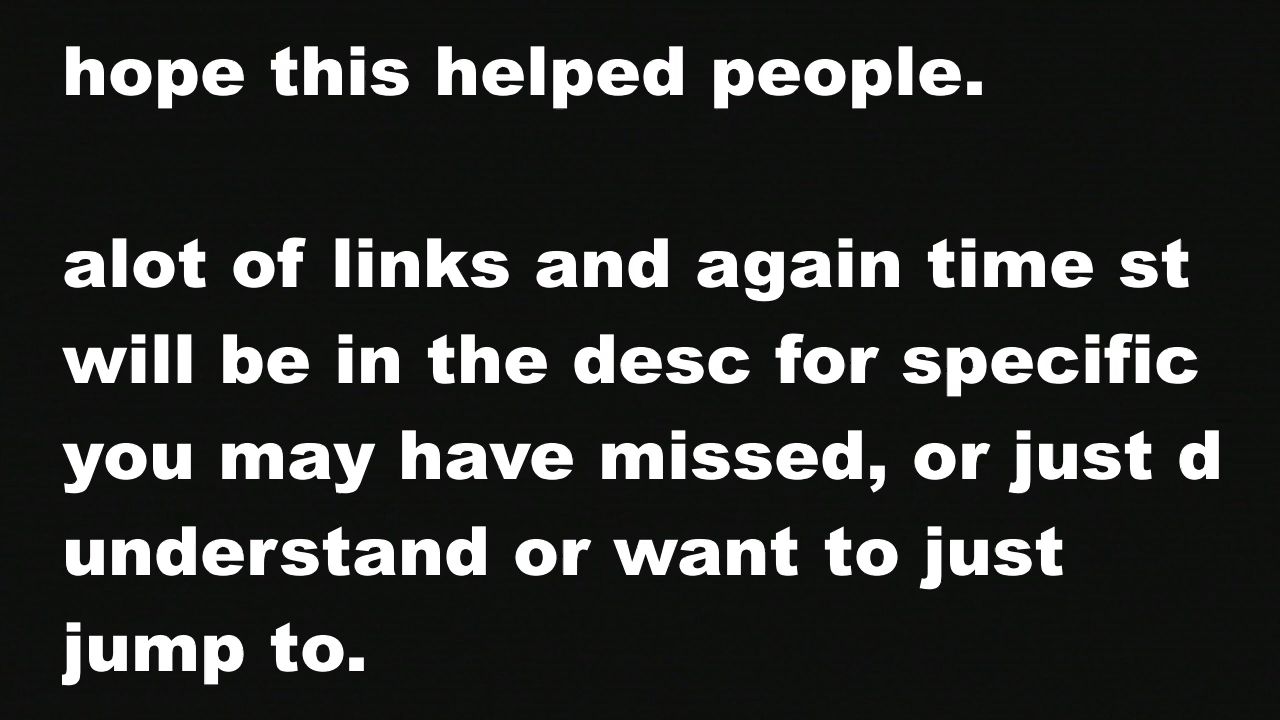 hope this helped people.
alot of links and again time st
will be in the desc for specific
you may have missed, or just d
understand or want to just
jump to.